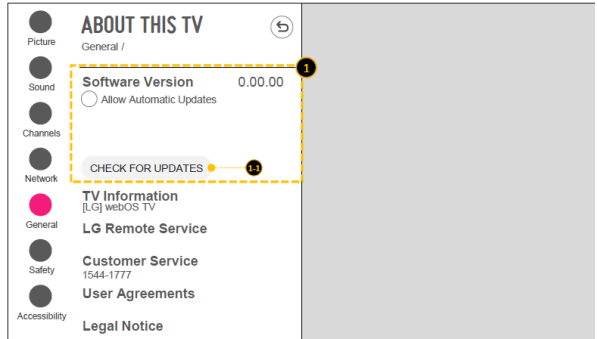 ABOUT THIS TV
General /
Picture
Sound
Channels
Network
General
Safety
Accessibility
Software Version 0.00.00
Allow Automatic Updates
CHECK FOR UPDATES
TV Information
[LG] webOS TV
LG Remote Service
Customer Service
1544-1777
User Agreements
Legal Notice
1
1-1